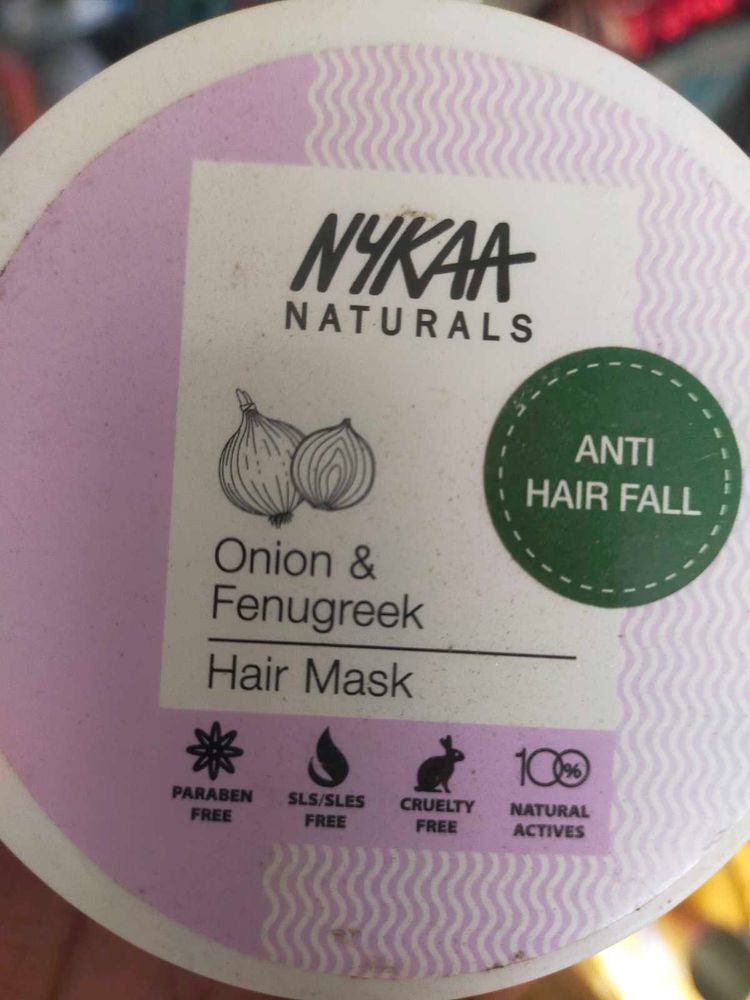 NYKAA
NATURALS
ANTI
HAIR FALL
Onion &
Fenugreek
Hair Mask
PARABEN
FREE
SLS/SLES
FREE
CRUELTY
FREE
100%
NATURAL
ACTIVES